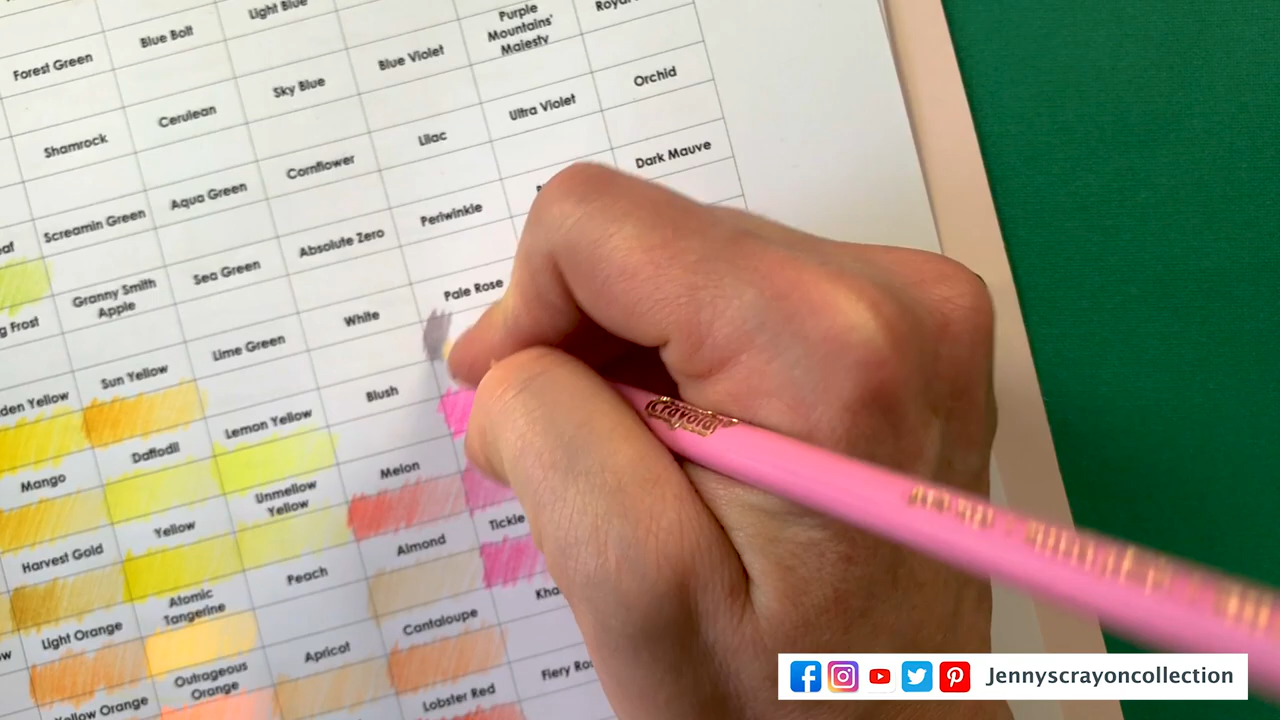 Light Blue
Purple
Mountains'
Majesty
Forest Green
Blue Bolt
Blue Violet
Sky Blue
Orchid
Cerulean
Ultra Violet
Shamrock
Lilac
Cornflower
Dark Mauve
Aqua Green
Screamin Green
Periwinkle
Absolute Zero
Sea Green
Granny Smith
Apple
Frost
Pale Rose
White
Lime Green
Sun Yellow
Yellow
Blush
Lemon Yellow
Daffodil
Mango
Melon
Unmellow
Yellow
Yellow
Harvest Gold
Tickle
Almond
Peach
Atomic
Tangerine
Light Orange
Cantaloupe
Apricot
Outrageous
Orange
Yellow Orange
Lobster Red
Fiery
Crayola
Jennyscrayoncollection